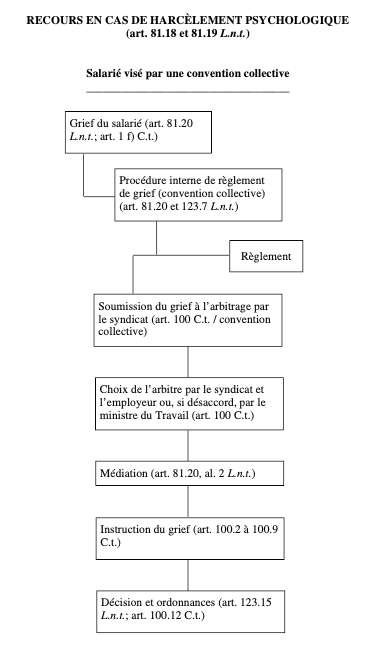 RECOURS EN CAS DE HARCÈLEMENT PSYCHOLOGIQUE
(art. 81.18 et 81.19 L.n.t.)
Salarié visé par une convention collective
Grief du salarié (art. 81.20
L.n.t.; art. 1 f) C.t.)
Procédure interne de règlement
de grief (convention collective)
(art. 81.20 et 123.7 L.n.t.)
Règlement
Soumission du grief à l'arbitrage par
le syndicat (art. 100 C.t. / convention
collective)
Choix de l'arbitre par le syndicat et
l'employeur ou, si désaccord, par le
ministre du Travail (art. 100 C.t.)
Médiation (art. 81.20, al. 2 L.n.t.)
Instruction du grief (art. 100.2 à 100.9
C.t.)
Décision et ordonnances (art. 123.15
L.n.t.; art. 100.12 C.t.)